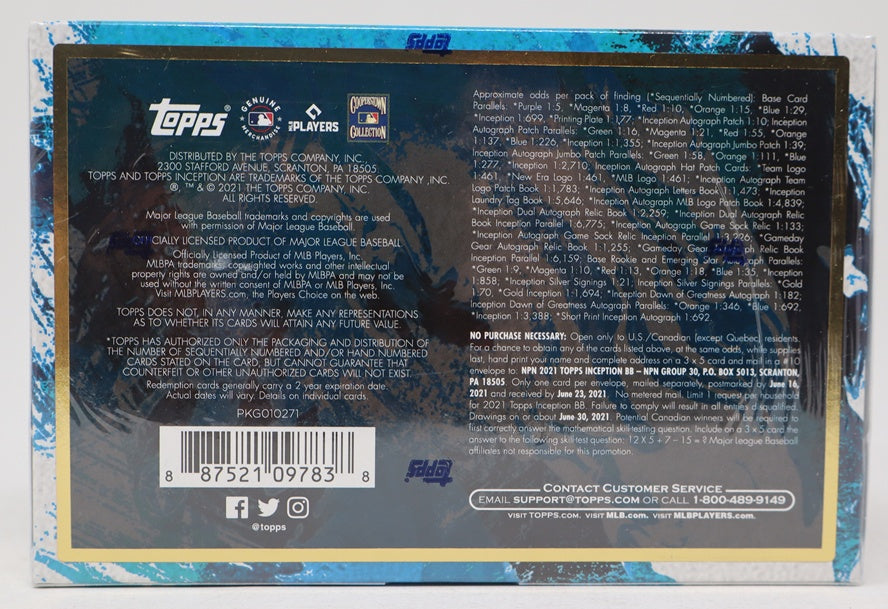 Topps
Topps®
GENUINE
MERCHANDISE
MLB PLAYERS
COOPERSTOWN
COLLECTION
DISTRIBUTED BY THE TOPPS COMPANY, INC.
2300 STAFFORD AVENUE, SCRANTON, PA 18505.
TOPPS AND TOPPS INCEPTION ARE TRADEMARKS OF THE TOPPS COMPANY ,INC.
®, ™ & © 2021 THE TOPPS COMPANY, INC.
ALL RIGHTS RESERVED.
Major League Baseball trademarks and copyrights are used
with permission of Major League Baseball.
OFFICIALLY LICENSED PRODUCT OF MAJOR LEAGUE BASEBALL
Officially Licensed Product of MLB Players, Inc.
MLBPA trademarks, copyrighted works and other intellectual
property rights are owned and/or held by MLBPA and may not be
used without the written consent of MLBPA or MLB Players, Inc.
Visit MLBPLAYERS.com, the Players Choice on the web.
TOPPS DOES NOT, IN ANY MANNER, MAKE ANY REPRESENTATIONS
AS TO WHETHER ITS CARDS WILL ATTAIN ANY FUTURE VALUE.
*TOPPS HAS AUTHORIZED ONLY THE PACKAGING AND DISTRIBUTION OF
THE NUMBER OF SEQUENTIALLY NUMBERED AND/OR HAND NUMBERED
CARDS STATED ON THE CARD, BUT CANNOT GUARANTEE THAT
COUNTERFEIT OR OTHER UNAUTHORIZED CARDS WILL NOT EXIST.
Redemption cards generally carry a 2 year expiration date.
Actual dates will vary. Details on individual cards.
PKG010271
8 87521 09783 8
@topps
Approximate odds per pack of finding (*Sequentially Numbered): Base Card
Parallels: *Purple 1:5, *Magenta 1:8, *Red 1:10, *Orange 1:15, *Blue 1:29,
*Inception 1:699, *Printing Plate 1:77; *Inception Autograph Patch 1:10; Inception
Autograph Patch Parallels: *Green 1:16, *Magenta 1:21, *Red 1:55, *Orange
1:137, *Blue 1:226, *Inception 1:1,355; *Inception Autograph Jumbo Patch 1:39;
Inception Autograph Jumbo Patch Parallels: *Green 1:58, *Orange 1:111, *Blue
1:277, *Inception 1:2,710; Inception Autograph Hat Patch Cards: *Team Logo
1:461, *New Era Logo 1:461, *MLB Logo 1:461; *Inception Autograph Team
Logo Patch Book 1:1,783; *Inception Autograph Letters Book 1:1,473; *Inception
Laundry Tag Book 1:5,646; *Inception Autograph MLB Logo Patch Book 1:4,839;
*Inception Dual Autograph Relic Book 1:2,259; *Inception Dual Autograph Relic
Book Inception Parallel 1:6,775; *Inception Autograph Game Sock Relic 1:133;
*Inception Autograph Game Sock Relic Inception Parallel 1:3,226; *Gameday
Gear Autograph Relic Book 1:1,255, *Gameday Gear Autograph Relic Book
Inception Parallel 1:6,159; Base Rookie and Emerging Stars Parallels:
*Green 1:9, *Magenta 1:10, *Red 1:13, *Orange 1:18, *Blue 1:35, *Inception
1:858; *Inception Silver Signings 1:21; Inception Silver Signings Parallels: *Gold
1:70, *Gold Inception 1:1,694; *Inception Dawn of Greatness Autograph 1:182;
Inception Dawn of Greatness Autograph Parallels: *Orange 1:346, *Blue 1:692,
*Inception 1:3,388; *Short Print Inception Autograph 1:692.
NO PURCHASE NECESSARY: Open only to U.S./Canadian (except Quebec) residents.
For a chance to obtain any of the cards listed above, at the same odds, while supplies
last, hand print your name and complete address on a 3 x 5 card and mail it in a #10
envelope to: NPN 2021 TOPPS INCEPTION BB – NPN GROUP 30, P.O. BOX 5013, SCRANTON,
PA 18505. Only one card per envelope, mailed separately, postmarked by June 16,
2021 and received by June 23, 2021. No metered mail. Limit 1 request per household
for 2021 Topps Inception BB. Failure to comply will result in all entries disqualified.
Drawings on or about June 30, 2021. Potential Canadian winners will be required to
first correctly answer the mathematical skill-testing question. Include on a 3 x 5 card the
answer to the following skill-test question: 12 X 5 + 7 – 15 = ? Major League Baseball
affiliates not responsible for this promotion.
CONTACT CUSTOMER SERVICE
EMAIL SUPPORT@TOPPS.COM OR CALL 1-800-489-9149
VISIT TOPPS.COM. VISIT MLB.COM. VISIT MLBPLAYERS.COM.
Topps